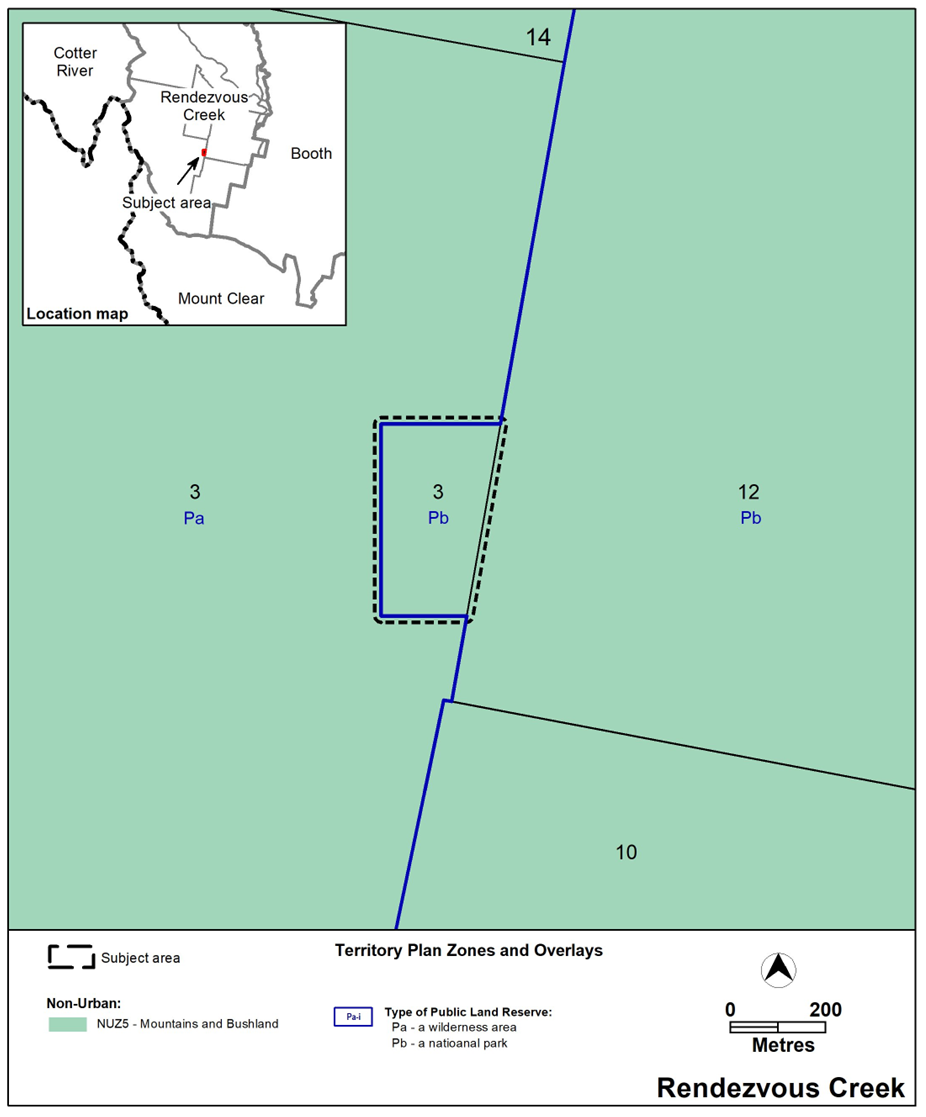 14
Cotter
River
Rendezvous
Creek
Booth
Subject area
Mount Clear
Location map
3
Pa
3
Pb
12
Pb
10
Subject area
Territory Plan Zones and Overlays
Non-Urban:
NUZ5 - Mountains and Bushland
Pa-i
Type of Public Land Reserve:
Pa - a wilderness area
Pb - a natioanal park
0 200
Metres
Rendezvous Creek